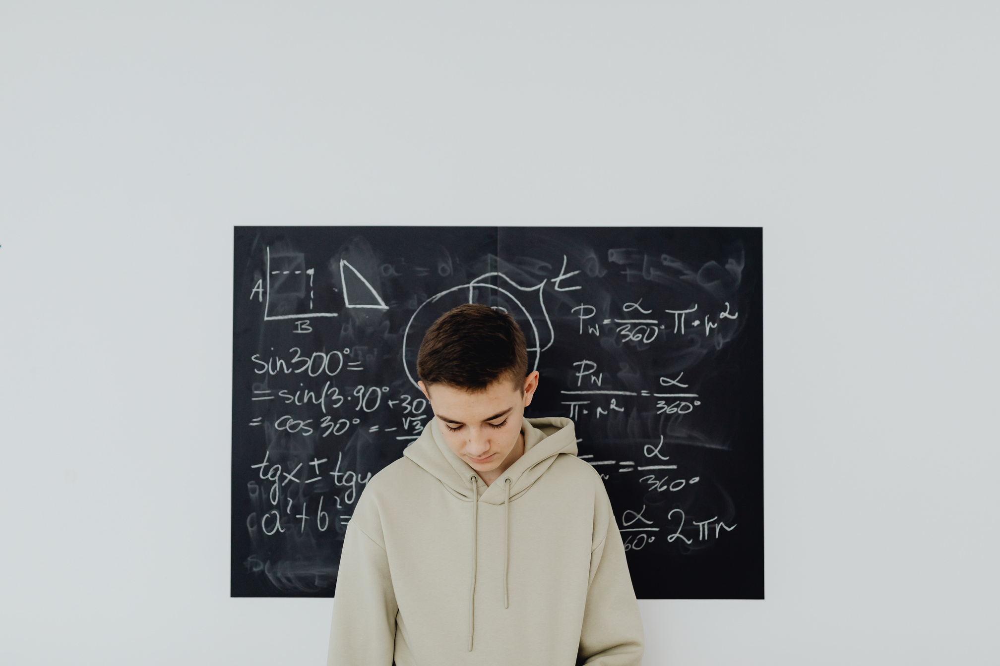 A
B
sin300°=
=sin(3·90°+30°
= cos 30° = -√3
tgx ± tgy
a²+b²=
t
Pw = α/360° · π · r²
Pw/π·r² = α/360°
= α/360°
α/60° 2πr